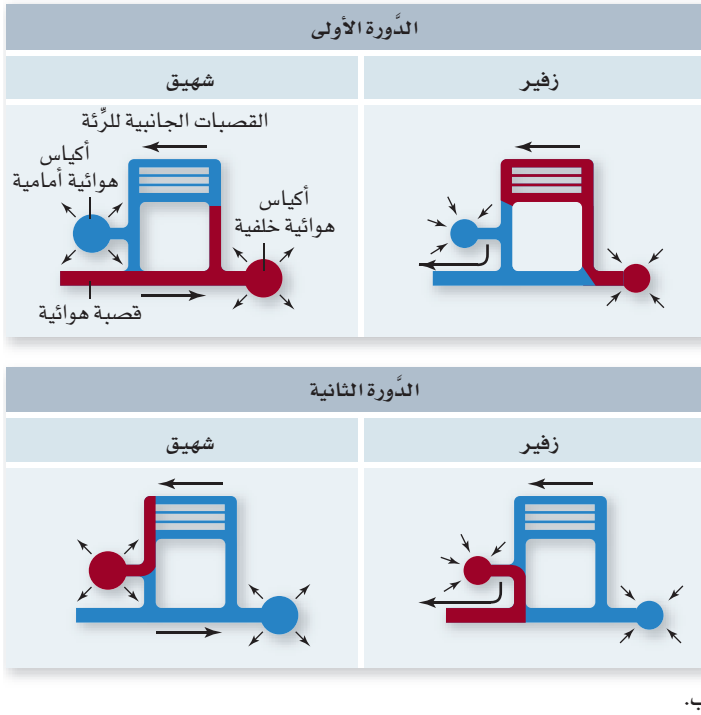 الدَّورة الأولى
شهيق
زفير
القصبات الجانبية للرِّئة
أكياس
هوائية أمامية
أكياس
هوائية خلفية
قصبة هوائية
الدَّورة الثانية
شهيق
زفير
ب.